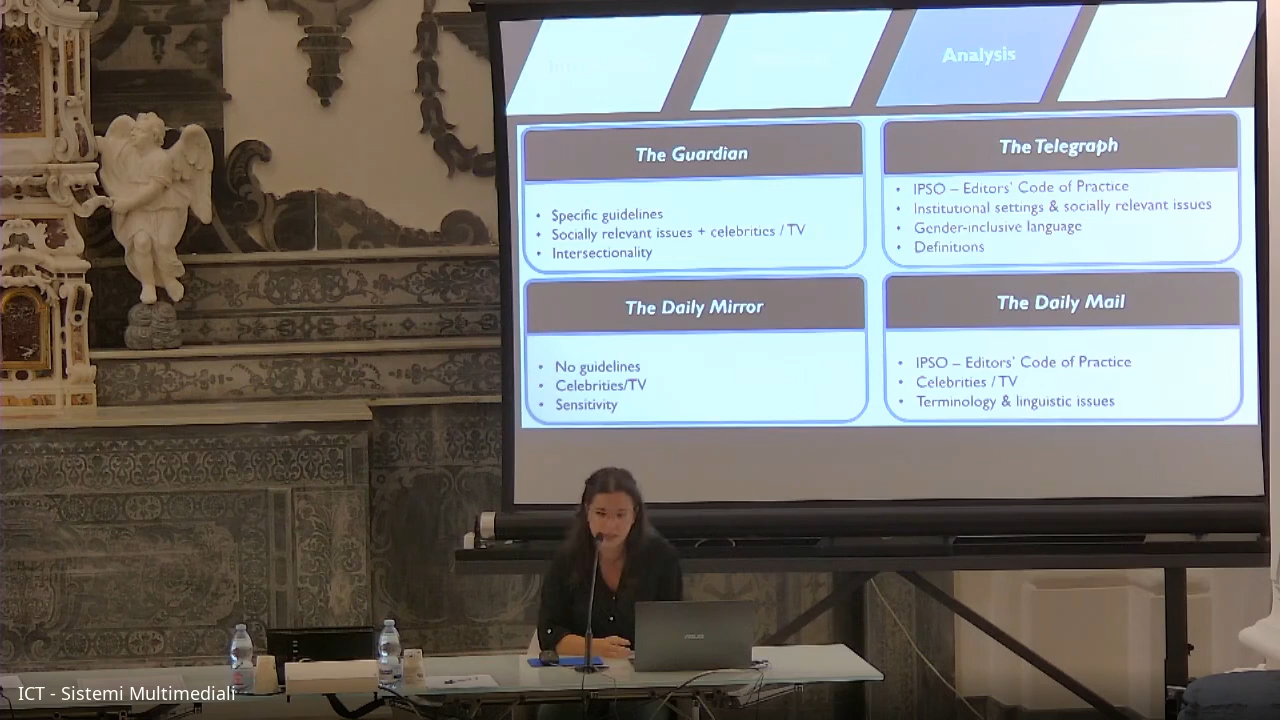 Analysis
The Guardian
• Specific guidelines
• Socially relevant issues + celebrities / TV
• Intersectionality
The Telegraph
• IPSO – Editors' Code of Practice
• Institutional settings & socially relevant issues
• Gender-inclusive language
• Definitions
The Daily Mirror
• No guidelines
• Celebrities/TV
• Sensitivity
The Daily Mail
• IPSO – Editors' Code of Practice
• Celebrities / TV
• Terminology & linguistic issues
ASUS
ICT - Sistemi Multimediali